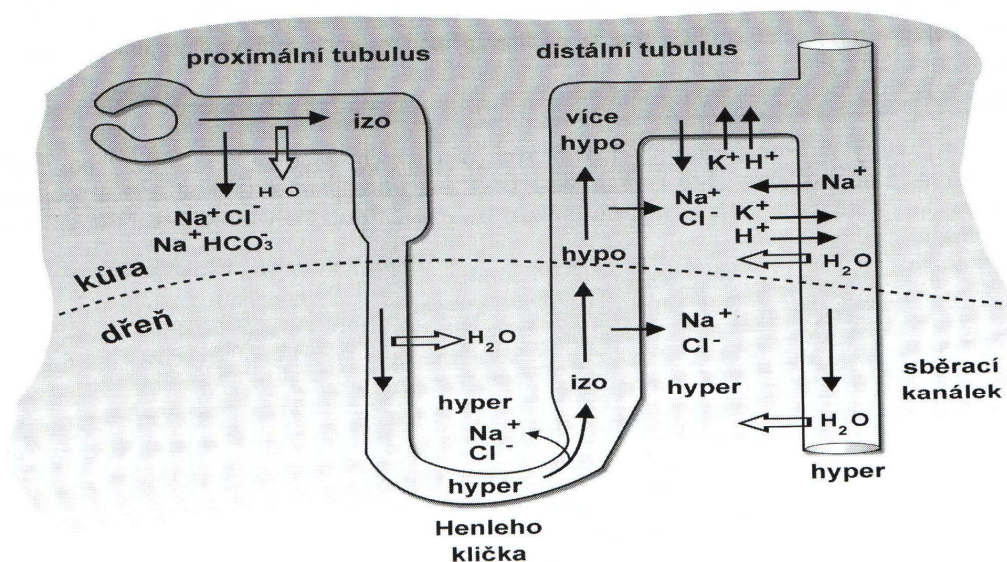 proximální tubulus
distální tubulus
izo
H O
Na⁺Cl⁻
Na⁺HCO₃⁻
kůra
dřeň
H₂O
hyper
Na⁺
Cl⁻
hyper
Henleho
klička
izo
hypo
více
hypo
Na⁺
Cl⁻
K⁺ H⁺
Na⁺
Cl⁻
hyper
Na⁺
K⁺
H⁺
H₂O
H₂O
hyper
sběrací
kanálek